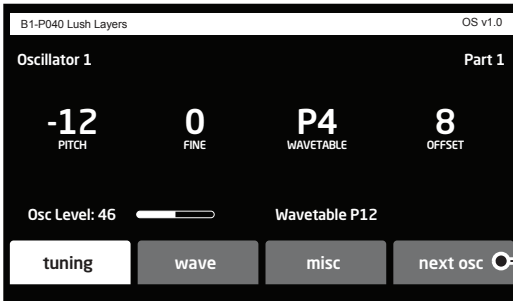 B1-P040 Lush Layers OS v1.0
Oscillator 1 Part 1
-12 0 P4 8
PITCH FINE WAVETABLE OFFSET
Osc Level: 46 Wavetable P12
tuning wave misc next osc